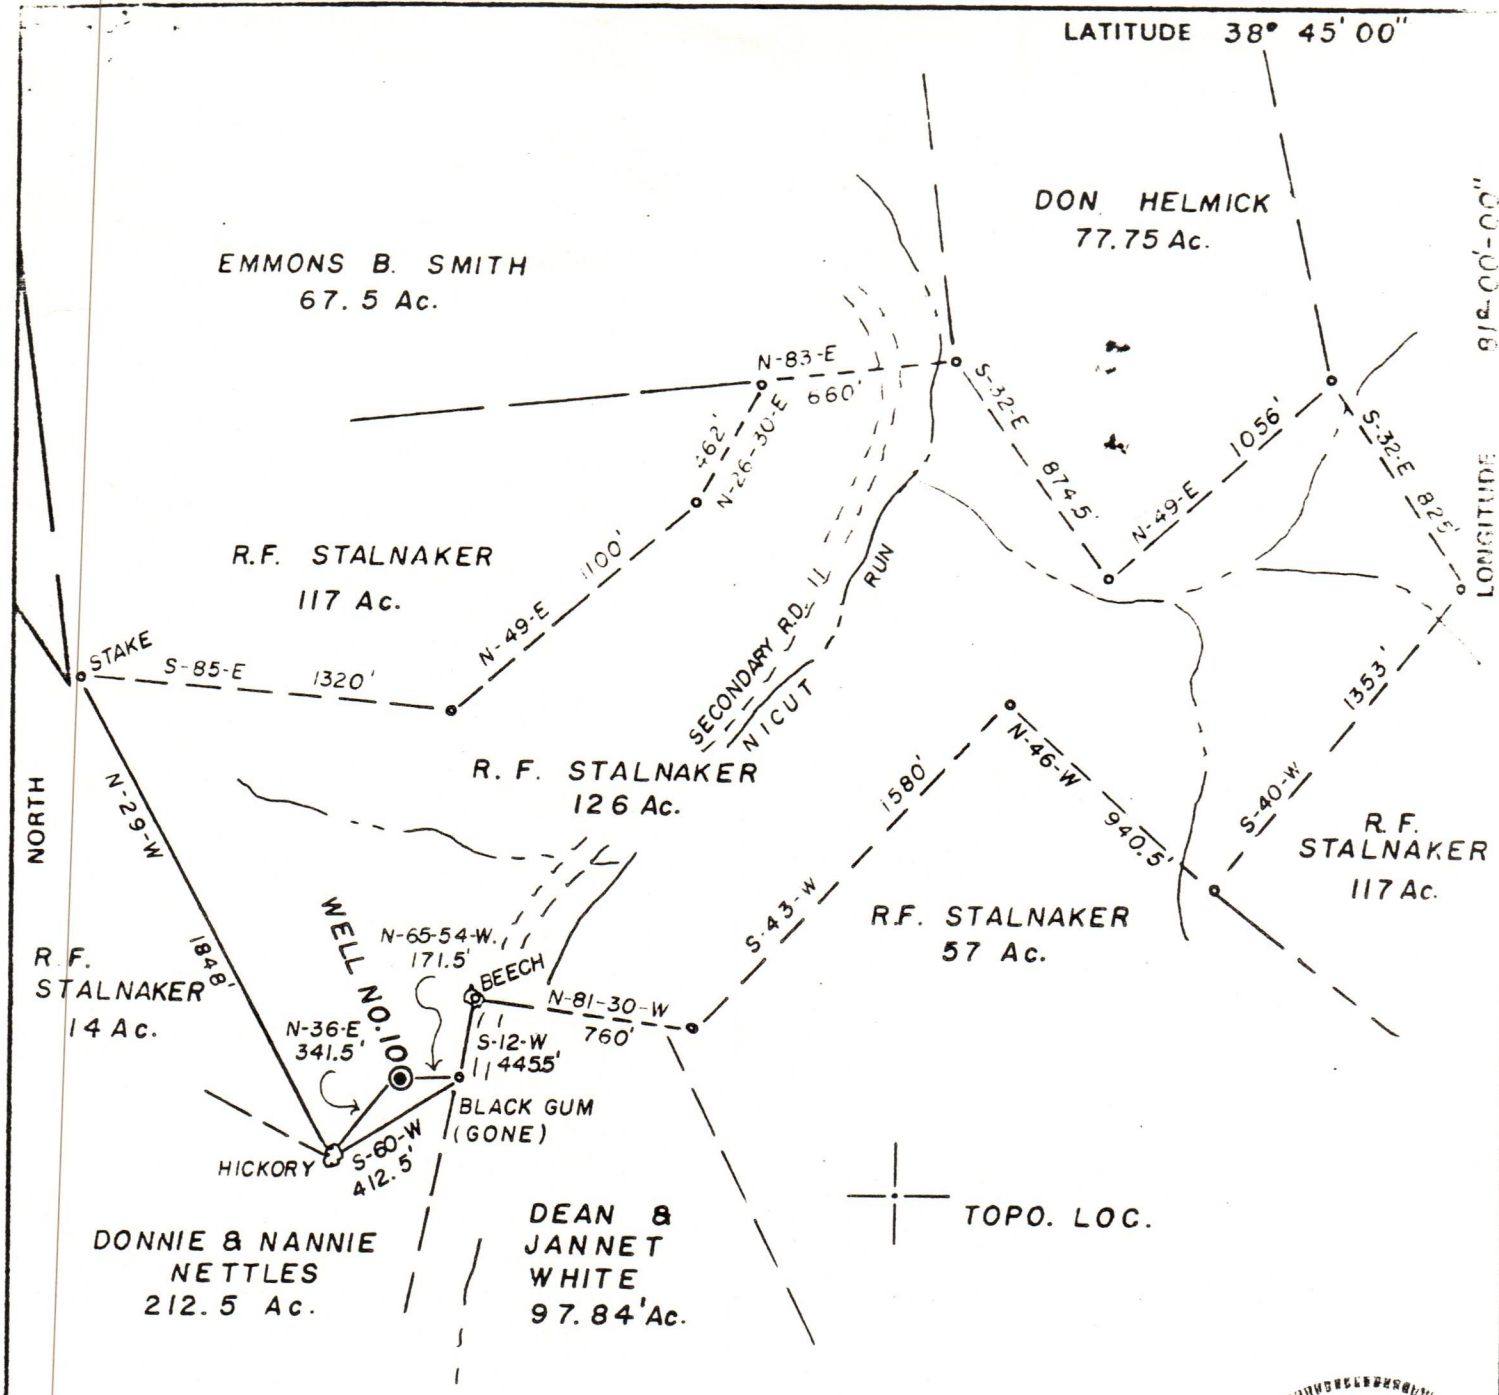 LATITUDE 38° 45' 00"
LONGITUDE 81°-00'-00"
DON HELMICK
77.75 Ac.
EMMONS B. SMITH
67.5 Ac.
N-83-E
660'
S-32-E 874.5'
N-49-E 1056'
S-32-E 825'
462'
N-26-30-E
R.F. STALNAKER
117 Ac.
N-49-E 1100'
RUN
STAKE
S-85-E 1320'
SECONDARY RD. 11
NICUT
1353'
S-40-W
N-46-W 940.5'
R. F. STALNAKER
126 Ac.
NORTH
N-29-W 1848'
S-43-W 1580'
R. F.
STALNAKER
117 Ac.
R.F. STALNAKER
57 Ac.
WELL NO.10
N-65-54-W.
171.5'
R.F.
STALNAKER
14 Ac.
BEECH
N-81-30-W
760'
N-36-E
341.5'
S-12-W
445.5'
BLACK GUM
(GONE)
HICKORY
S-60-W
412.5'
DONNIE & NANNIE
NETTLES
212.5 Ac.
DEAN &
JANNET
WHITE
97.84'Ac.
TOPO. LOC.